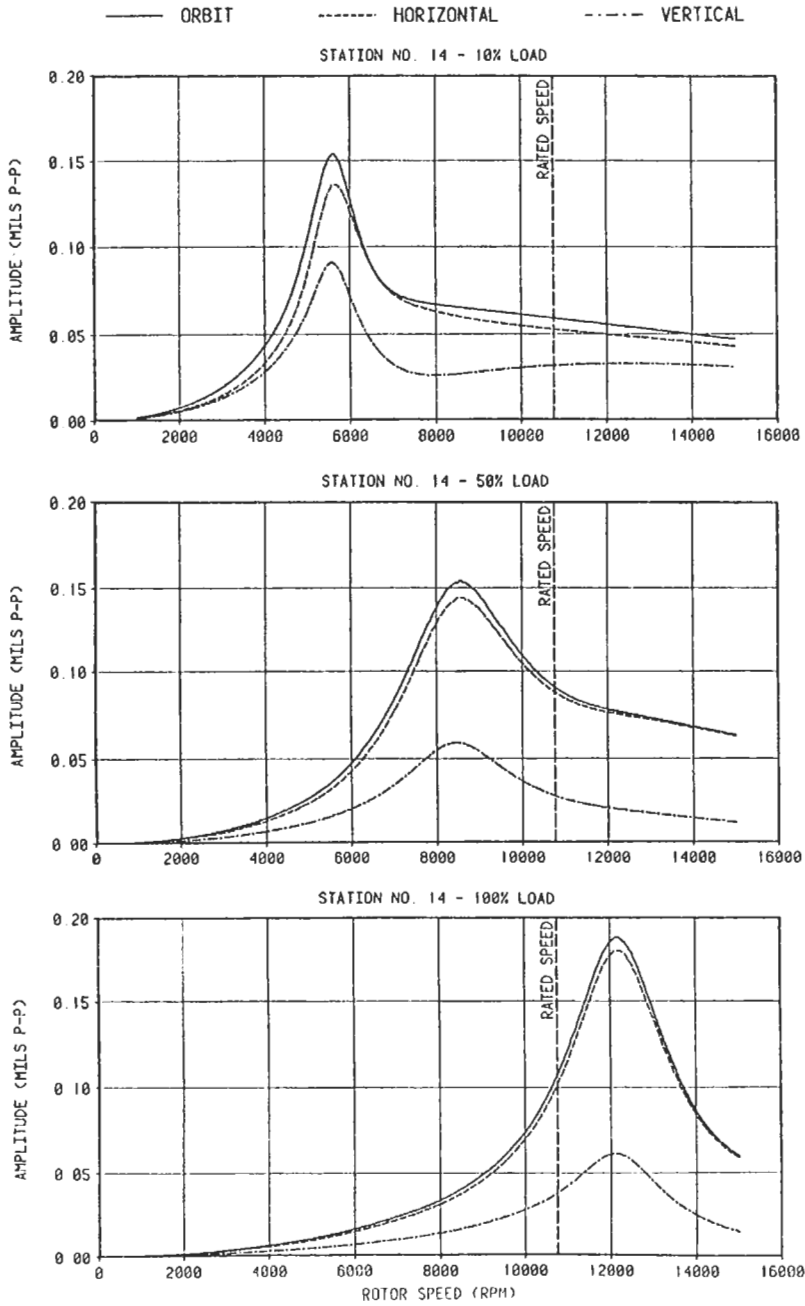 ORBIT HORIZONTAL VERTICAL
STATION NO. 14 - 10% LOAD
AMPLITUDE (MILS P-P)
0.20
0.15
0.10
0.05
0 00
RATED SPEED
0 2000 4000 6000 8000 10000 12000 14000 16000
STATION NO. 14 - 50% LOAD
AMPLITUDE (MILS P-P)
0.20
0.15
0.10
0.05
0 00
RATED SPEED
0 2000 4000 6000 8000 10000 12000 14000 16000
STATION NO. 14 - 100% LOAD
AMPLITUDE (MILS P-P)
0.20
0.15
0 10
0 05
0 00
RATED SPEED
0 2000 4000 6000 8000 10000 12000 14000 16000
ROTOR SPEED (RPM)